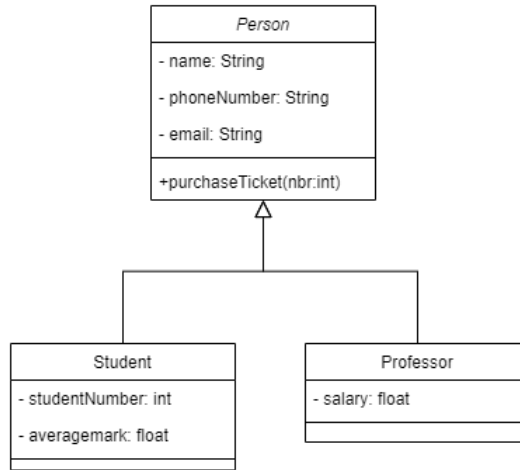 Person
- name: String
- phoneNumber: String
- email: String
+purchaseTicket(nbr:int)
Student
- studentNumber: int
- averagemark: float
Professor
- salary: float